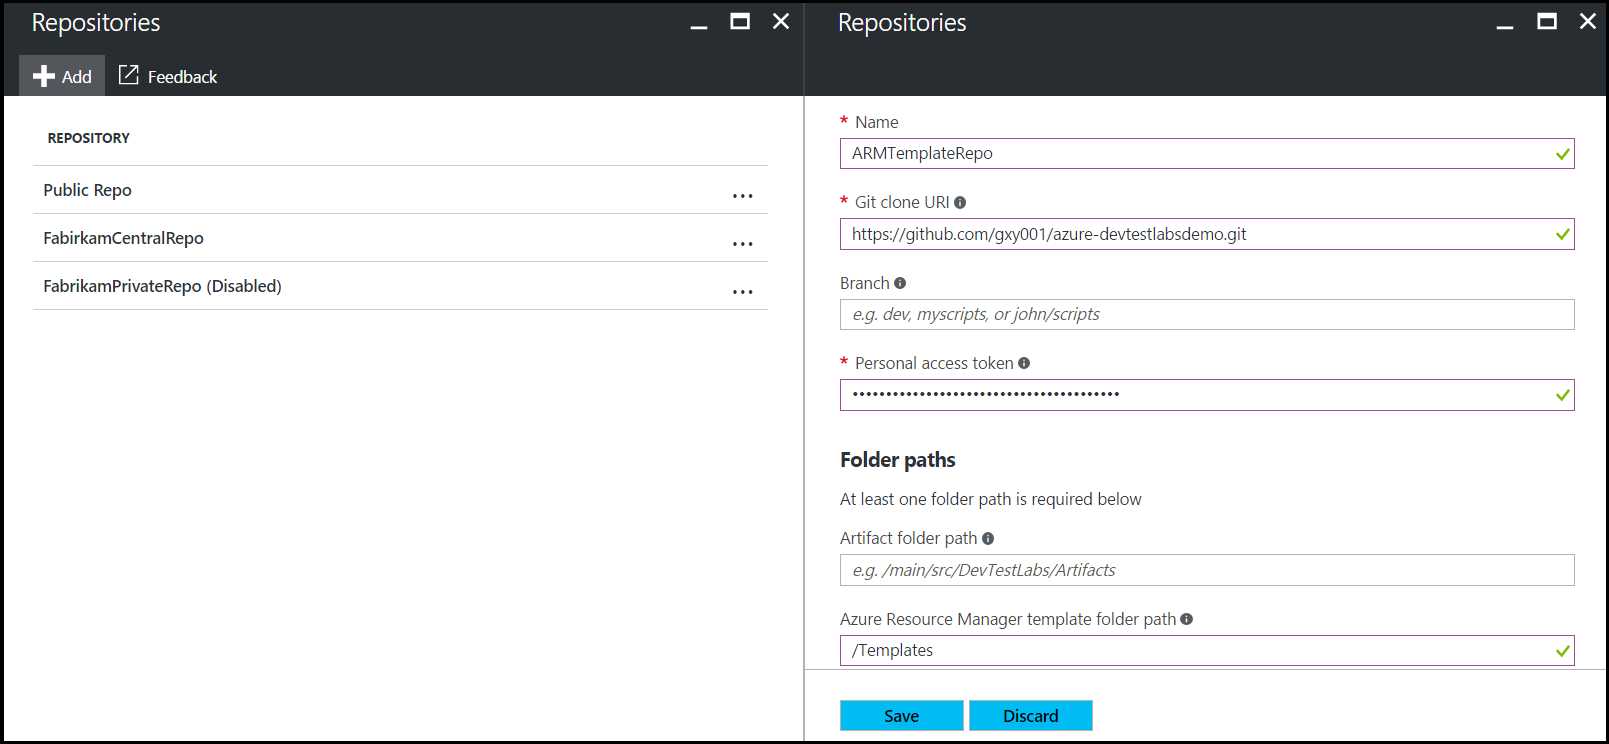 Repositories
Add
Feedback
REPOSITORY
Public Repo
...
FabirkamCentralRepo
...
FabrikamPrivateRepo (Disabled)
...
Repositories
* Name
ARMTemplateRepo
* Git clone URI
https://github.com/gxy001/azure-devtestlabsdemo.git
Branch
e.g. dev, myscripts, or john/scripts
* Personal access token
••••••••••••••••••••••••••••••••••••••••
Folder paths
At least one folder path is required below
Artifact folder path
e.g. /main/src/DevTestLabs/Artifacts
Azure Resource Manager template folder path
/Templates
Save
Discard